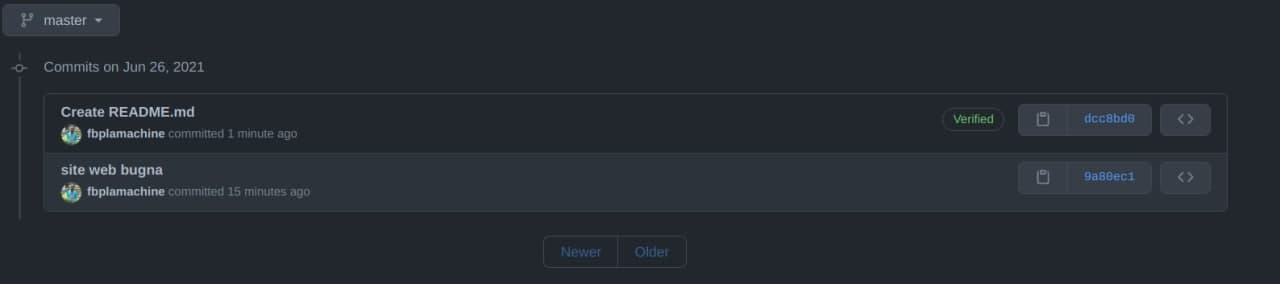 master
Commits on Jun 26, 2021
Create README.md
fbplamachine committed 1 minute ago
Verified
dcc8bd0
site web bugna
fbplamachine committed 15 minutes ago
9a80ec1
Newer
Older